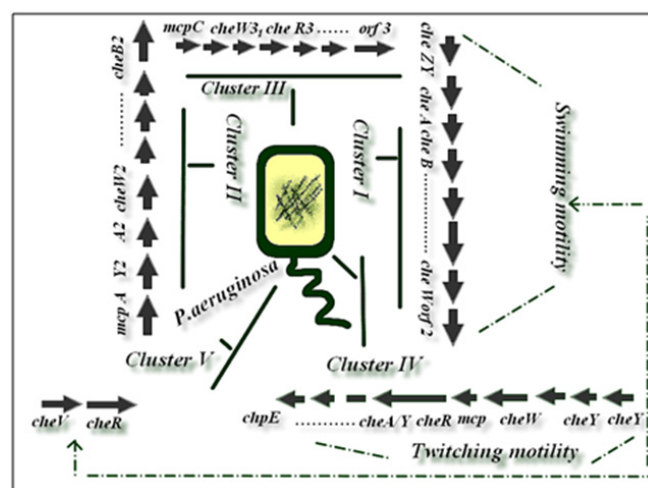 mcpC cheW3, che R3 ...... orf 3
Cluster III
cheB2
cheW2
A2
Y2
mcp A
Cluster II
Cluster I
che ZY
che A che B
che Worf 2
Swimming motility
P.aeruginosa
Cluster V
Cluster IV
cheV cheR
chpE ........... cheA/Y cheR mcp cheW cheY cheY
Twitching motility